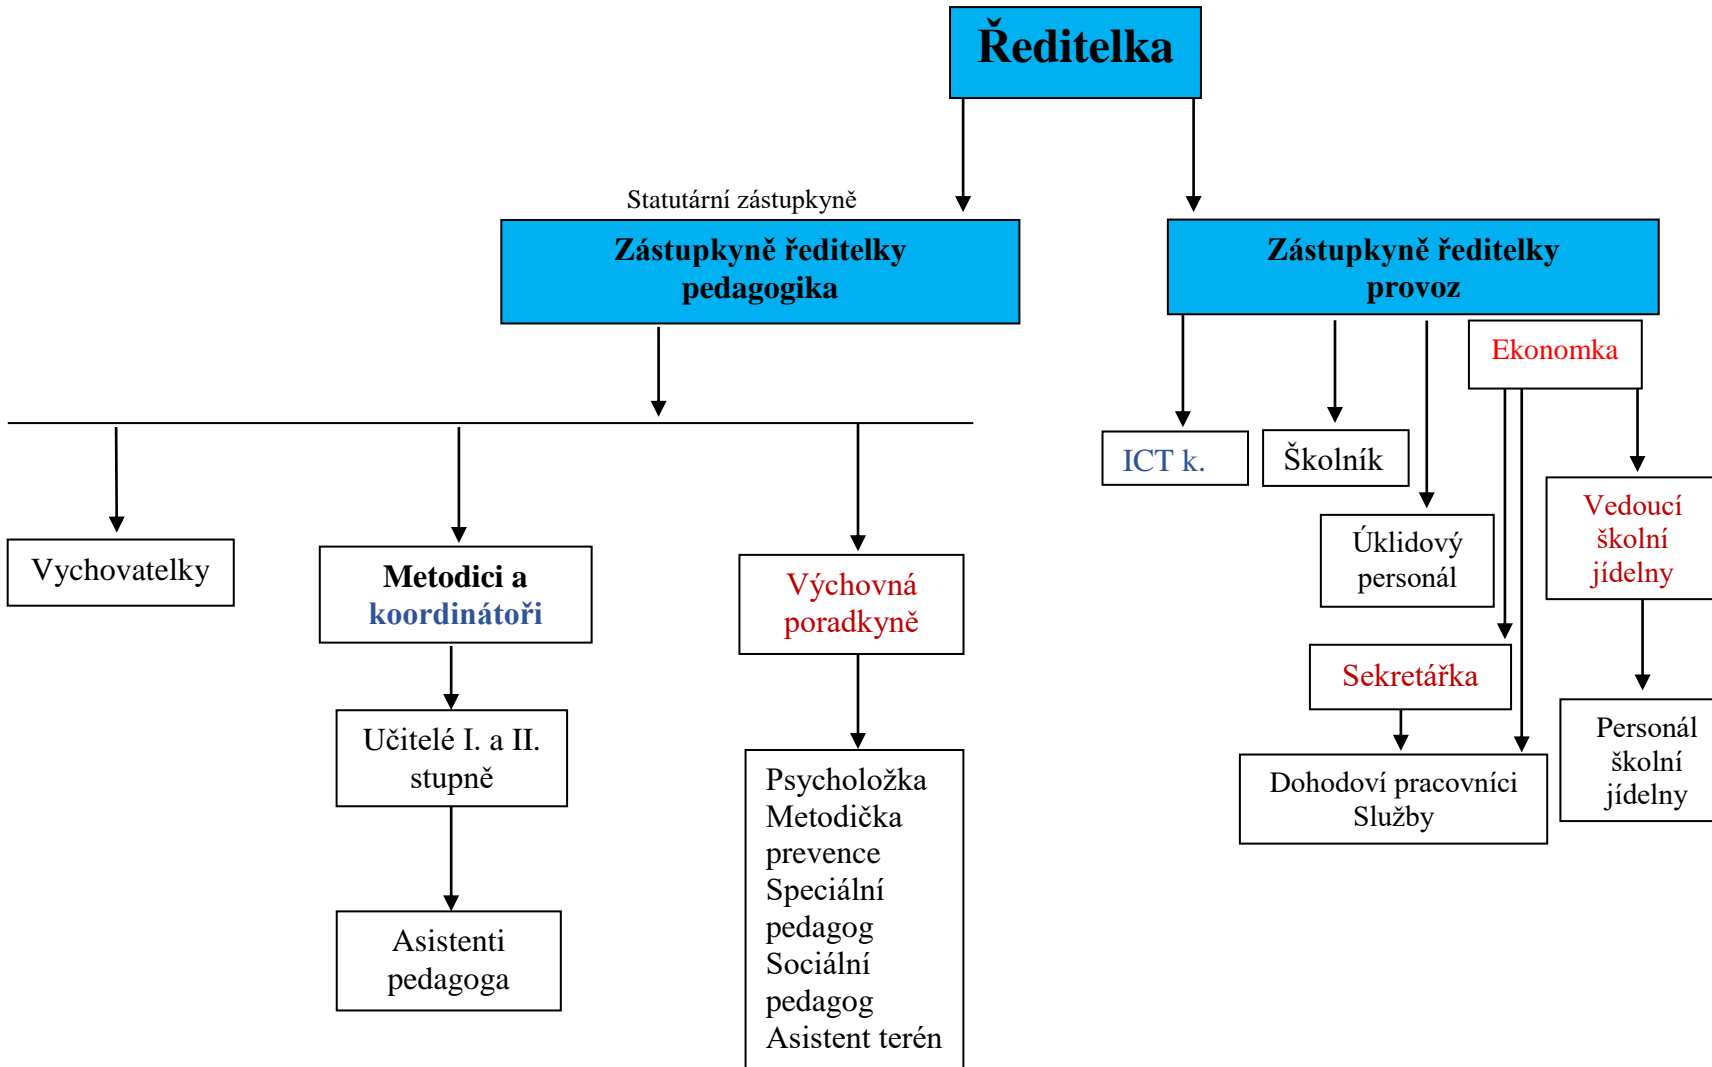 Ředitelka
Statutární zástupkyně
Zástupkyně ředitelky
pedagogika
Zástupkyně ředitelky
provoz
Ekonomka
ICT k.
Školník
Vedoucí
školní
jídelny
Úklidový
personál
Vychovatelky
Metodici a
koordinátoři
Výchovná
poradkyně
Sekretářka
Učitelé I. a II.
stupně
Personál
školní
jídelny
Psycholožka
Metodička
prevence
Speciální
pedagog
Sociální
pedagog
Asistent terén
Dohodoví pracovníci
Služby
Asistenti
pedagoga